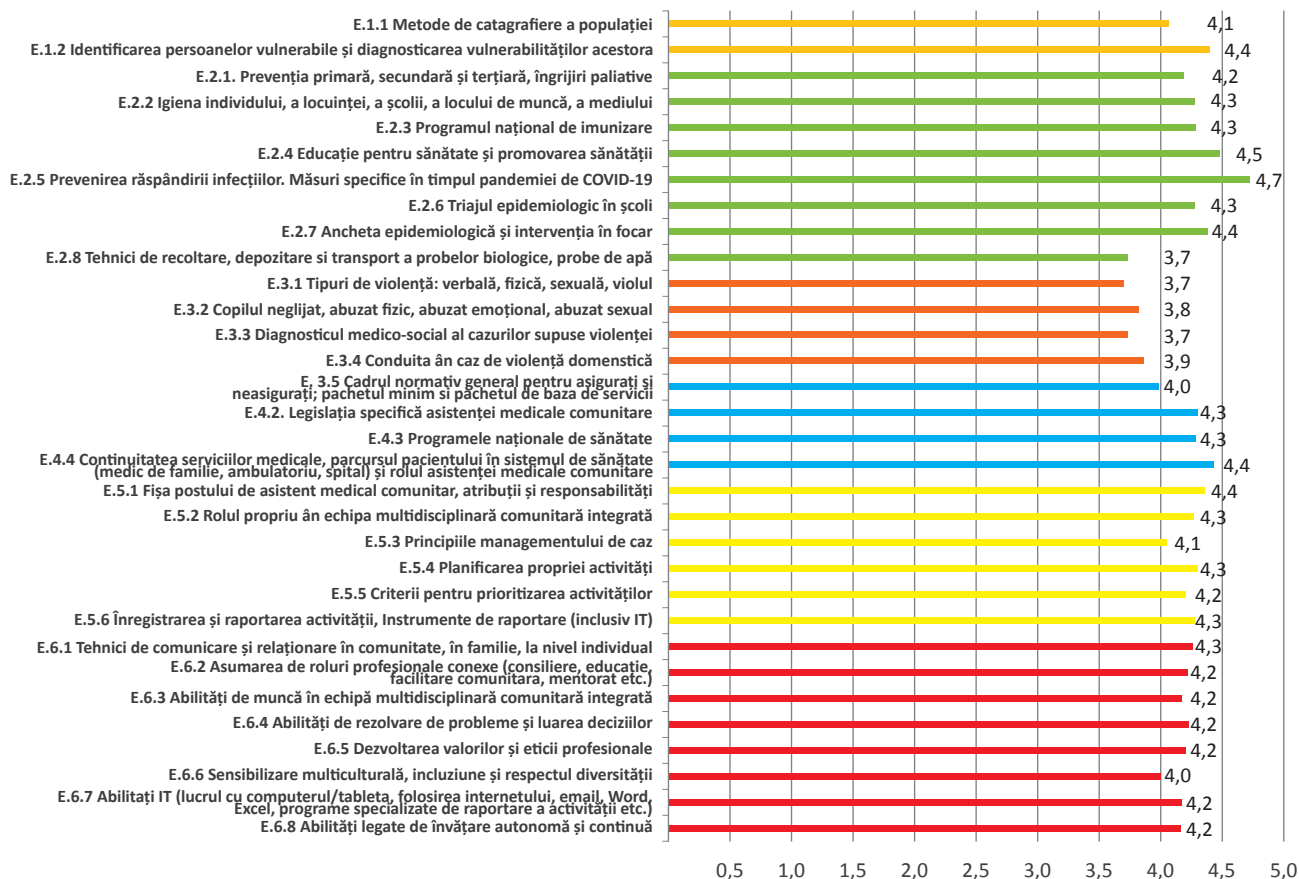 E.1.1 Metode de catagrafiere a populației 4,1
E.1.2 Identificarea persoanelor vulnerabile și diagnosticarea vulnerabilităților acestora 4,4
E.2.1. Prevenția primară, secundară și terțiară, îngrijiri paliative 4,2
E.2.2 Igiena individului, a locuinței, a școlii, a locului de muncă, a mediului 4,3
E.2.3 Programul național de imunizare 4,3
E.2.4 Educație pentru sănătate și promovarea sănătății 4,5
E.2.5 Prevenirea răspândirii infecțiilor. Măsuri specifice în timpul pandemiei de COVID-19 4,7
E.2.6 Triajul epidemiologic în școli 4,3
E.2.7 Ancheta epidemiologică și intervenția în focar 4,4
E.2.8 Tehnici de recoltare, depozitare si transport a probelor biologice, probe de apă 3,7
E.3.1 Tipuri de violență: verbală, fizică, sexuală, violul 3,7
E.3.2 Copilul neglijat, abuzat fizic, abuzat emoțional, abuzat sexual 3,8
E.3.3 Diagnosticul medico-social al cazurilor supuse violenței 3,7
E.3.4 Conduita ân caz de violență domenstică 3,9
E. 3.5 Cadrul normativ general pentru asigurați și
neasigurați; pachetul minim si pachetul de baza de servicii 4,0
E.4.2. Legislația specifică asistenței medicale comunitare 4,3
E.4.3 Programele naționale de sănătate 4,3
E.4.4 Continuitatea serviciilor medicale, parcursul pacientului în sistemul de sănătate
(medic de familie, ambulatoriu, spital) și rolul asistenței medicale comunitare 4,4
E.5.1 Fișa postului de asistent medical comunitar, atribuții și responsabilități 4,4
E.5.2 Rolul propriu ân echipa multidisciplinară comunitară integrată 4,3
E.5.3 Principiile managementului de caz 4,1
E.5.4 Planificarea propriei activități 4,3
E.5.5 Criterii pentru prioritizarea activităților 4,2
E.5.6 Înregistrarea și raportarea activității, Instrumente de raportare (inclusiv IT) 4,3
E.6.1 Tehnici de comunicare și relaționare în comunitate, în familie, la nivel individual 4,3
E.6.2 Asumarea de roluri profesionale conexe (consiliere, educație,
facilitare comunitara, mentorat etc.) 4,2
E.6.3 Abilități de muncă în echipă multidisciplinară comunitară integrată 4,2
E.6.4 Abilități de rezolvare de probleme și luarea deciziilor 4,2
E.6.5 Dezvoltarea valorilor și eticii profesionale 4,2
E.6.6 Sensibilizare multiculturală, incluziune și respectul diversității 4,0
E.6.7 Abilitați IT (lucrul cu computerul/tableta, folosirea internetului, email, Word,
Excel, programe specializate de raportare a activității etc.) 4,2
E.6.8 Abilități legate de învățare autonomă și continuă 4,2
0,5 1,0 1,5 2,0 2,5 3,0 3,5 4,0 4,5 5,0